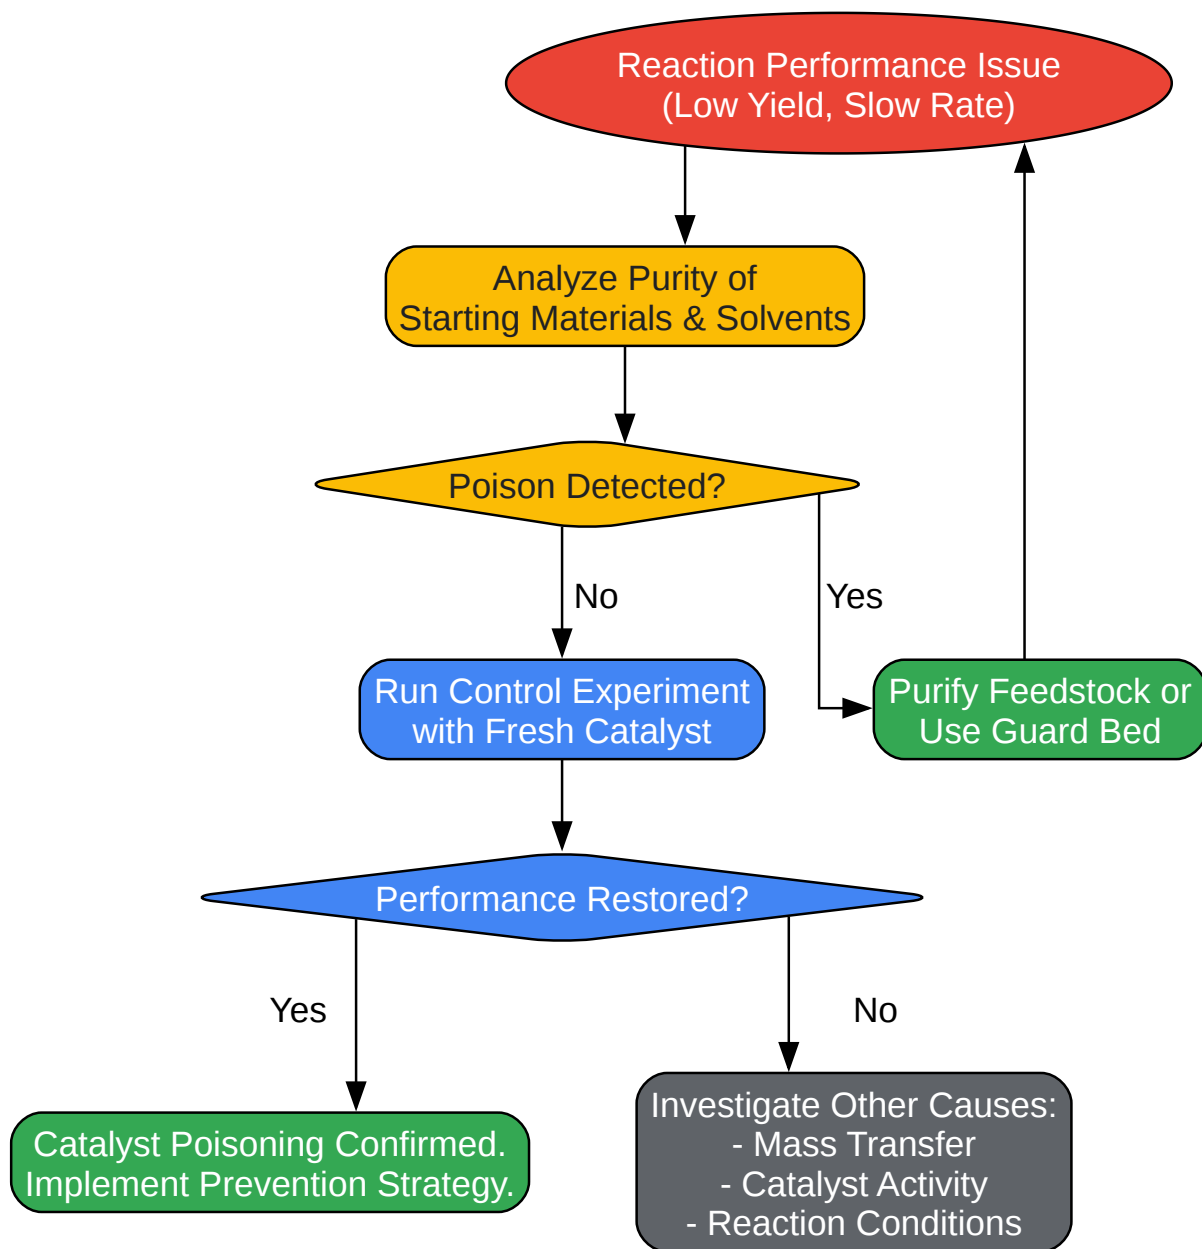 Reaction Performance Issue
(Low Yield, Slow Rate)
Analyze Purity of
Starting Materials & Solvents
Poison Detected?
No
Yes
Run Control Experiment
with Fresh Catalyst
Purify Feedstock or
Use Guard Bed
Performance Restored?
Yes
No
Catalyst Poisoning Confirmed.
Implement Prevention Strategy.
Investigate Other Causes:
- Mass Transfer
- Catalyst Activity
- Reaction Conditions